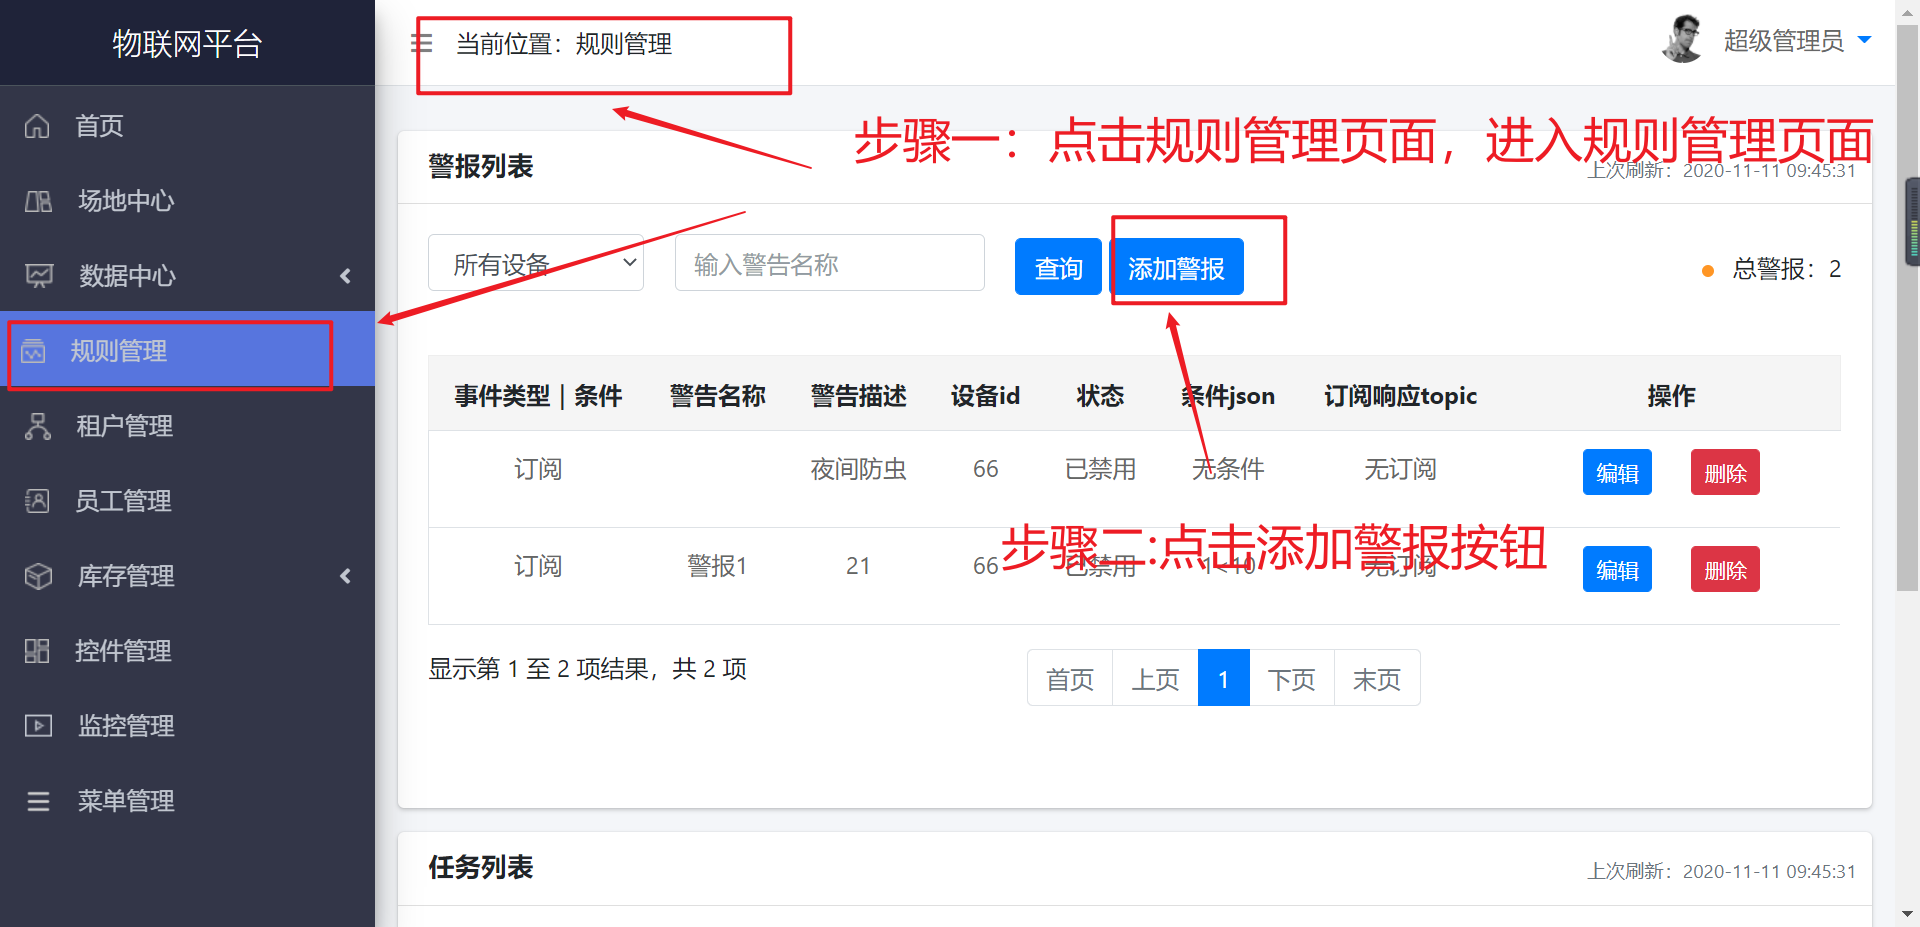 物联网平台
当前位置：规则管理
超级管理员
首页
场地中心
数据中心
规则管理
租户管理
员工管理
库存管理
控件管理
监控管理
菜单管理
步骤一：点击规则管理页面，进入规则管理页面
警报列表
上次刷新：2020-11-11 09:45:31
所有设备
输入警告名称
查询
添加警报
总警报：2
事件类型 | 条件 警告名称 警告描述 设备id 状态 条件json 订阅响应topic 操作
订阅 夜间防虫 66 已禁用 无条件 无订阅 编辑 删除
步骤二:点击添加警报按钮
订阅 警报1 21 66 已禁用 1<10 无订阅 编辑 删除
显示第 1 至 2 项结果，共 2 项
首页 上页 1 下页 末页
任务列表
上次刷新：2020-11-11 09:45:31